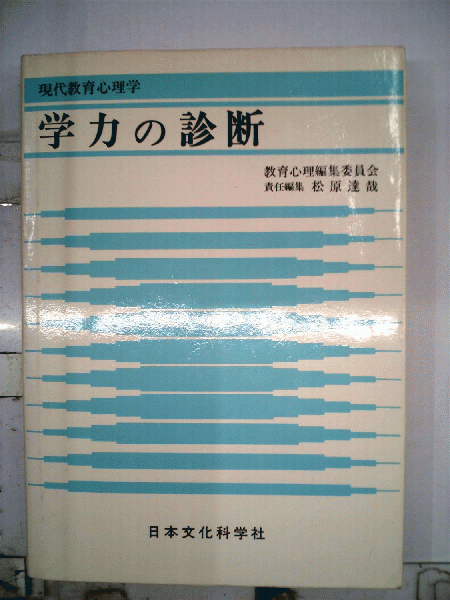 現代教育心理学
学力の診断
教育心理編集委員会
責任編集 松原達哉
日本文化科学社